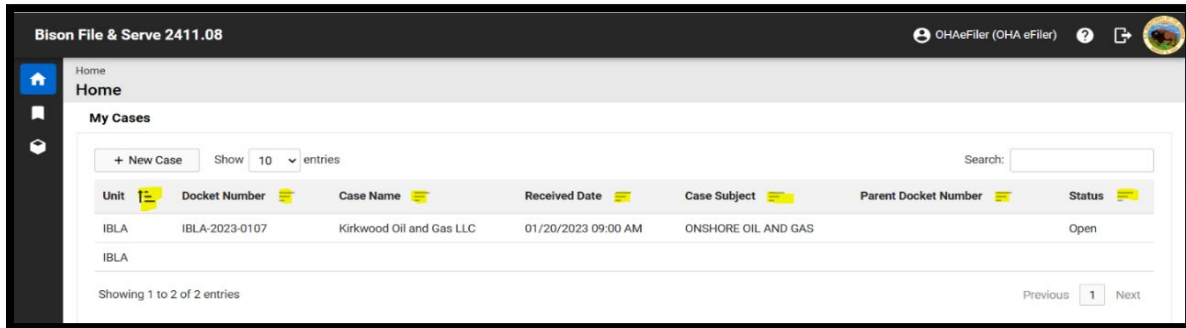 Bison File & Serve 2411.08 OHAeFiler (OHA eFiler) ?
Home
Home
My Cases
+ New Case Show 10 entries Search:
Unit Docket Number Case Name Received Date Case Subject Parent Docket Number Status
IBLA IBLA-2023-0107 Kirkwood Oil and Gas LLC 01/20/2023 09:00 AM ONSHORE OIL AND GAS Open
IBLA
Showing 1 to 2 of 2 entries Previous 1 Next